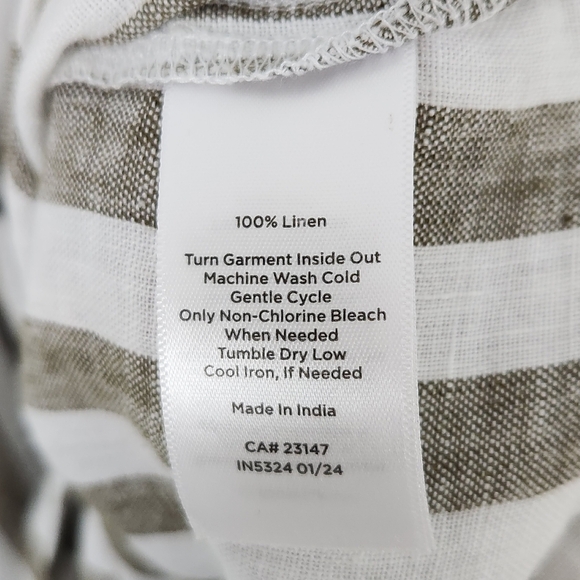 100% Linen
Turn Garment Inside Out
Machine Wash Cold
Gentle Cycle
Only Non-Chlorine Bleach
When Needed
Tumble Dry Low
Cool Iron, If Needed
Made In India
CA# 23147
IN5324 01/24